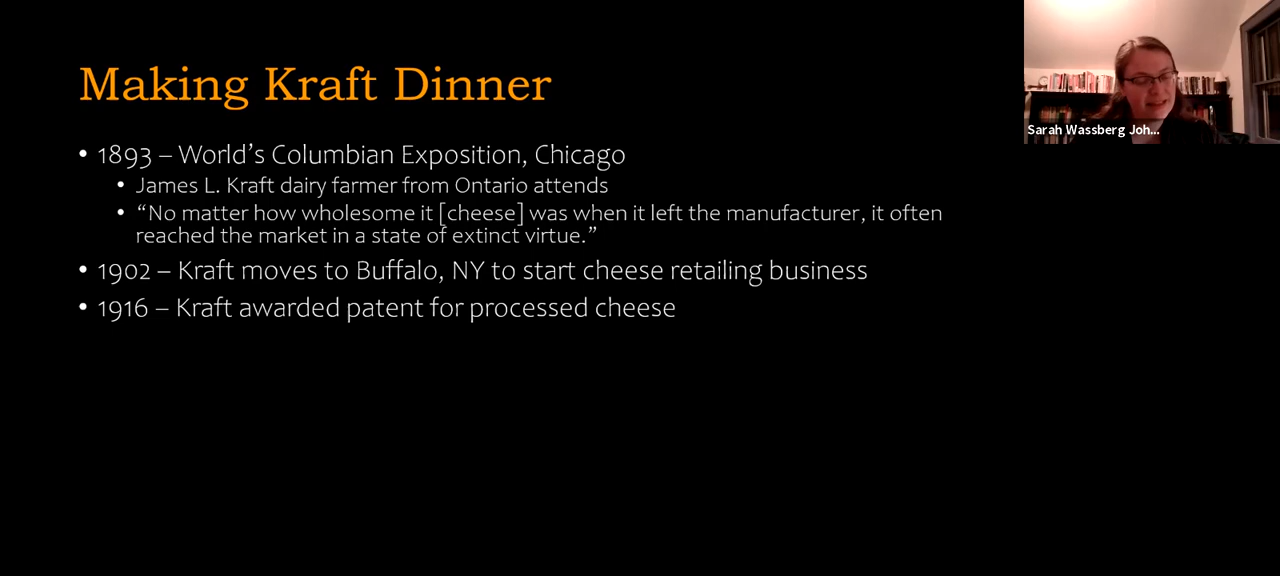 Making Kraft Dinner
• 1893 – World's Columbian Exposition, Chicago
• James L. Kraft dairy farmer from Ontario attends
• “No matter how wholesome it [cheese] was when it left the manufacturer, it often
reached the market in a state of extinct virtue.”
• 1902 – Kraft moves to Buffalo, NY to start cheese retailing business
• 1916 – Kraft awarded patent for processed cheese
Sarah Wassberg Joh...